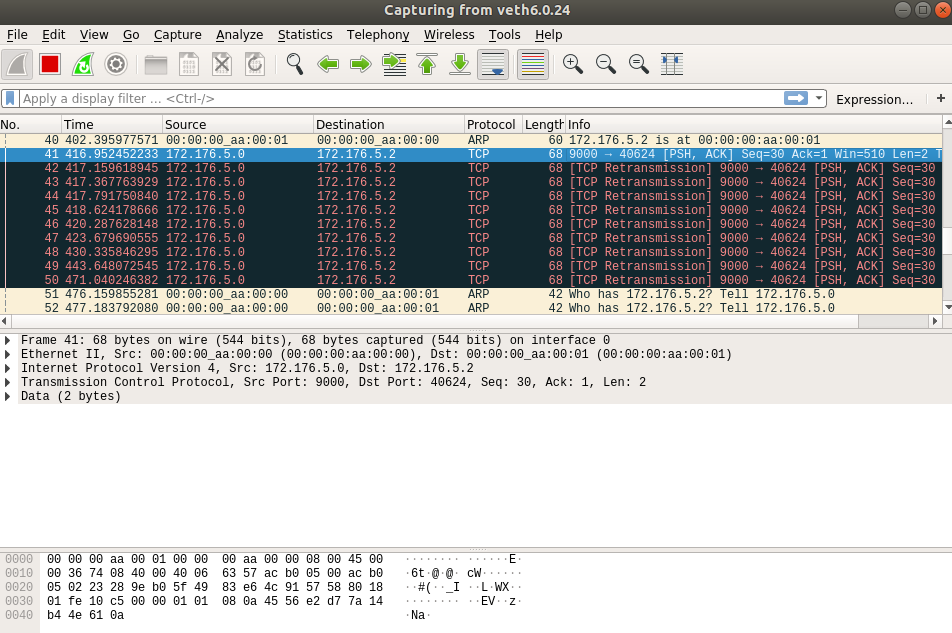 Capturing from veth6.0.24
File Edit View Go Capture Analyze Statistics Telephony Wireless Tools Help
Apply a display filter ... <Ctrl-/> Expression... +
No. Time Source Destination Protocol Length Info
40 402.395977571 00:00:00_aa:00:01 00:00:00_aa:00:00 ARP 60 172.176.5.2 is at 00:00:00:aa:00:01
41 416.952452233 172.176.5.0 172.176.5.2 TCP 68 9000 → 40624 [PSH, ACK] Seq=30 Ack=1 Win=510 Len=2 T
42 417.159618945 172.176.5.0 172.176.5.2 TCP 68 [TCP Retransmission] 9000 → 40624 [PSH, ACK] Seq=30
43 417.367763929 172.176.5.0 172.176.5.2 TCP 68 [TCP Retransmission] 9000 → 40624 [PSH, ACK] Seq=30
44 417.791750840 172.176.5.0 172.176.5.2 TCP 68 [TCP Retransmission] 9000 → 40624 [PSH, ACK] Seq=30
45 418.624178666 172.176.5.0 172.176.5.2 TCP 68 [TCP Retransmission] 9000 → 40624 [PSH, ACK] Seq=30
46 420.287628148 172.176.5.0 172.176.5.2 TCP 68 [TCP Retransmission] 9000 → 40624 [PSH, ACK] Seq=30
47 423.679690555 172.176.5.0 172.176.5.2 TCP 68 [TCP Retransmission] 9000 → 40624 [PSH, ACK] Seq=30
48 430.335846295 172.176.5.0 172.176.5.2 TCP 68 [TCP Retransmission] 9000 → 40624 [PSH, ACK] Seq=30
49 443.648072545 172.176.5.0 172.176.5.2 TCP 68 [TCP Retransmission] 9000 → 40624 [PSH, ACK] Seq=30
50 471.040246382 172.176.5.0 172.176.5.2 TCP 68 [TCP Retransmission] 9000 → 40624 [PSH, ACK] Seq=30
51 476.159855281 00:00:00_aa:00:00 00:00:00_aa:00:01 ARP 42 Who has 172.176.5.2? Tell 172.176.5.0
52 477.183792080 00:00:00_aa:00:00 00:00:00_aa:00:01 ARP 42 Who has 172.176.5.2? Tell 172.176.5.0
Frame 41: 68 bytes on wire (544 bits), 68 bytes captured (544 bits) on interface 0
Ethernet II, Src: 00:00:00_aa:00:00 (00:00:00:aa:00:00), Dst: 00:00:00_aa:00:01 (00:00:00:aa:00:01)
Internet Protocol Version 4, Src: 172.176.5.0, Dst: 172.176.5.2
Transmission Control Protocol, Src Port: 9000, Dst Port: 40624, Seq: 30, Ack: 1, Len: 2
Data (2 bytes)
0000 00 00 00 aa 00 01 00 00 00 aa 00 00 08 00 45 00 ········ ······E·
0010 00 36 74 08 40 00 40 06 63 57 ac b0 05 00 ac b0 ·6t·@·@· cW······
0020 05 02 23 28 9e b0 5f 49 83 e6 4c 91 57 58 80 18 ··#(··_I ··L·WX··
0030 01 fe 10 c5 00 00 01 01 08 0a 45 56 e2 d7 7a 14 ········ ··EV··z·
0040 b4 4e 61 0a ·Na·